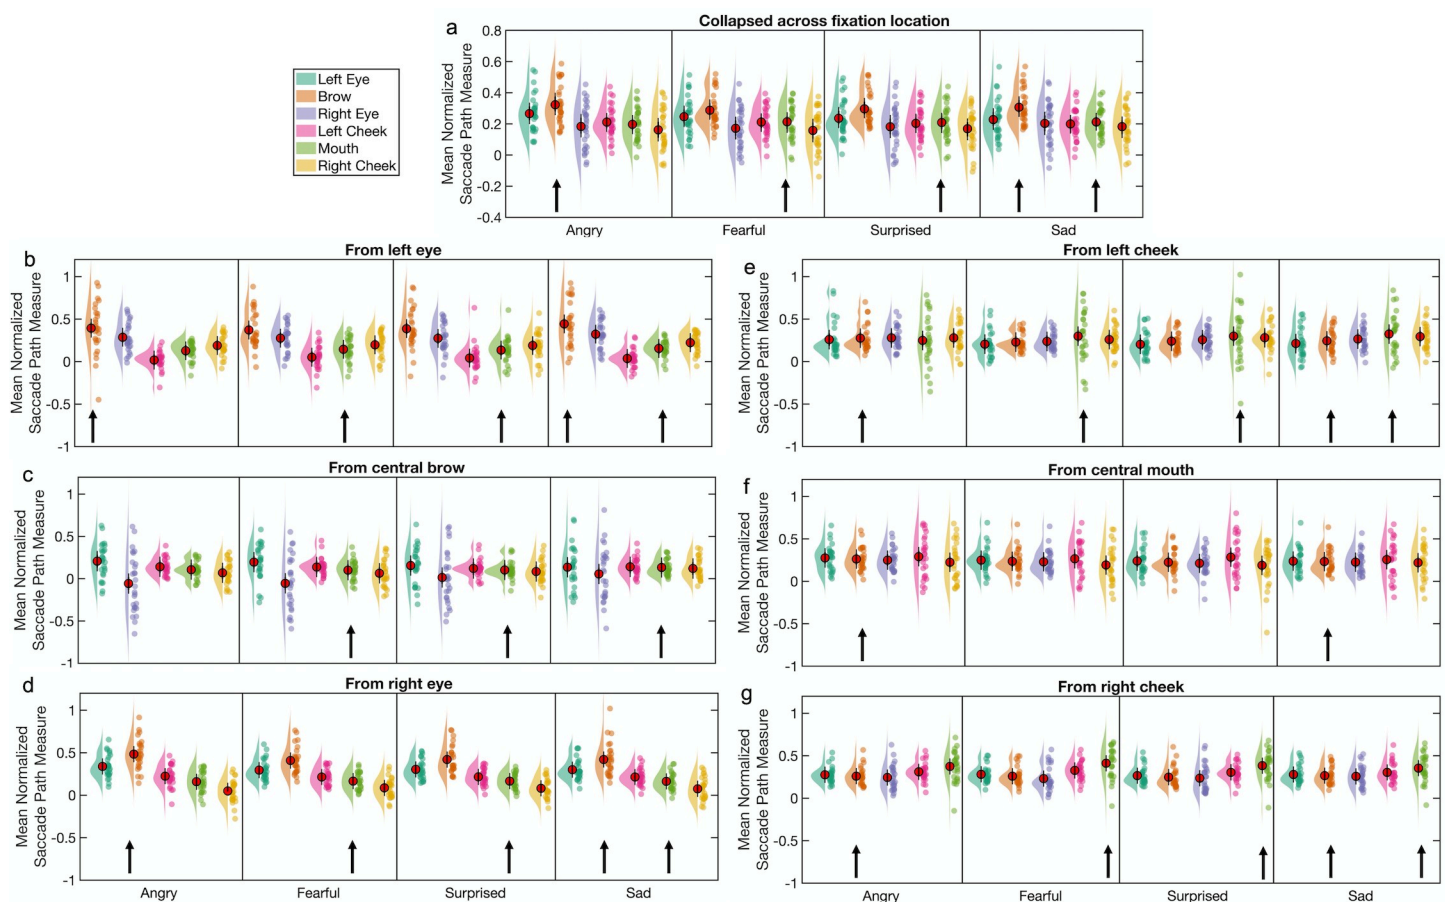 a
Collapsed across fixation location
Left Eye
Brow
Right Eye
Left Cheek
Mouth
Right Cheek
Mean Normalized
Saccade Path Measure
0.8
0.6
0.4
0.2
0
-0.2
-0.4
Angry
Fearful
Surprised
Sad
b
From left eye
Mean Normalized
Saccade Path Measure
1
0.5
0
-0.5
-1
c
From central brow
Mean Normalized
Saccade Path Measure
1
0.5
0
-0.5
-1
d
From right eye
Mean Normalized
Saccade Path Measure
1
0.5
0
-0.5
-1
Angry
Fearful
Surprised
Sad
e
From left cheek
Mean Normalized
Saccade Path Measure
1
0.5
0
-0.5
-1
f
From central mouth
Mean Normalized
Saccade Path Measure
1
0.5
0
-0.5
-1
g
From right cheek
Mean Normalized
Saccade Path Measure
1
0.5
0
-0.5
-1
Angry
Fearful
Surprised
Sad